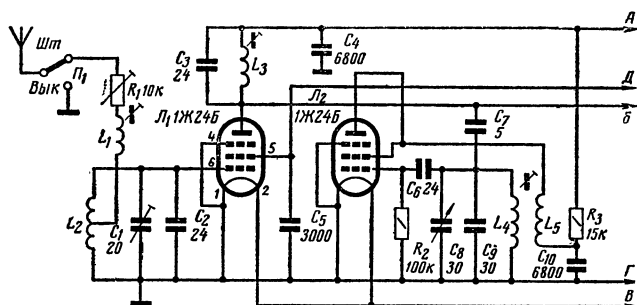 А
Шт
П1
Вык
R1 10к
L1
C3
24
L3
C4
6800
Д
Л1 1Ж24Б
Л2
1Ж24Б
б
C7
5
4
5
6
1
2
L2
C1
20
C2
24
C5
3000
C6 24
R2
100к
C8
30
C9
30
L4
L5
R3
15к
C10
6800
Г
В